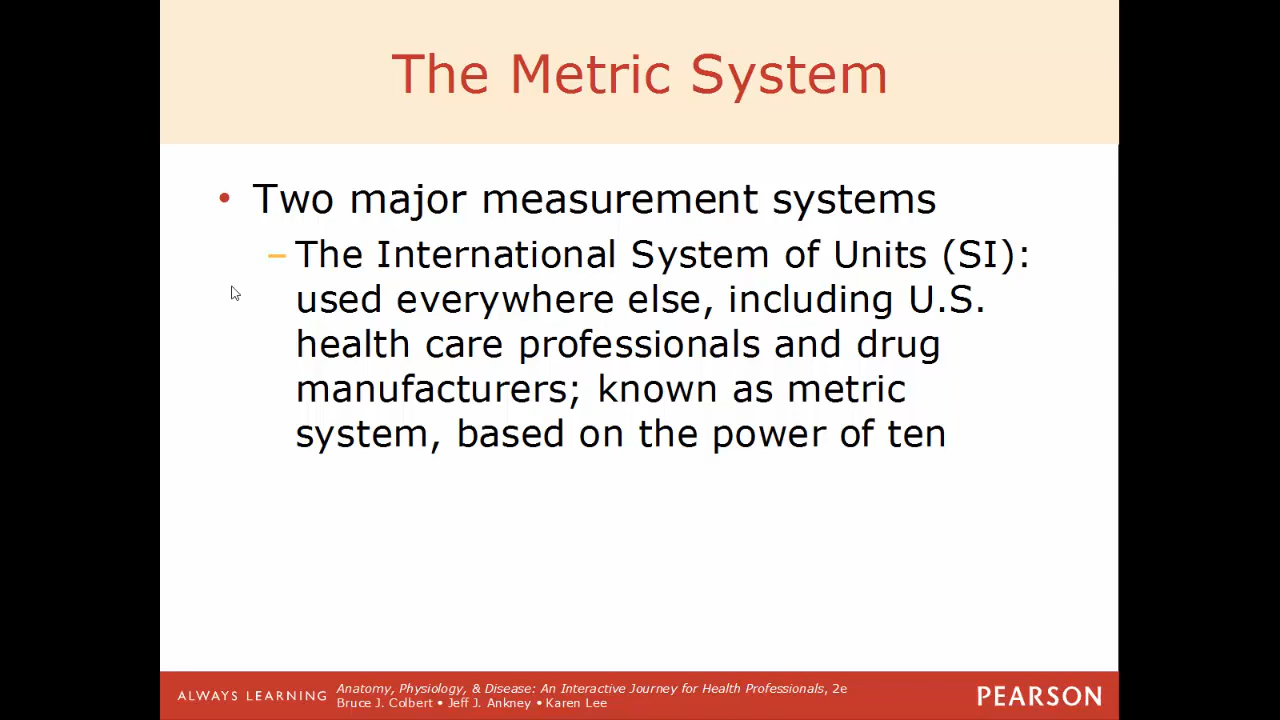 The Metric System
• Two major measurement systems
– The International System of Units (SI):
used everywhere else, including U.S.
health care professionals and drug
manufacturers; known as metric
system, based on the power of ten
ALWAYS LEARNING
Anatomy, Physiology, & Disease: An Interactive Journey for Health Professionals, 2e
Bruce J. Colbert • Jeff J. Ankney • Karen Lee
PEARSON